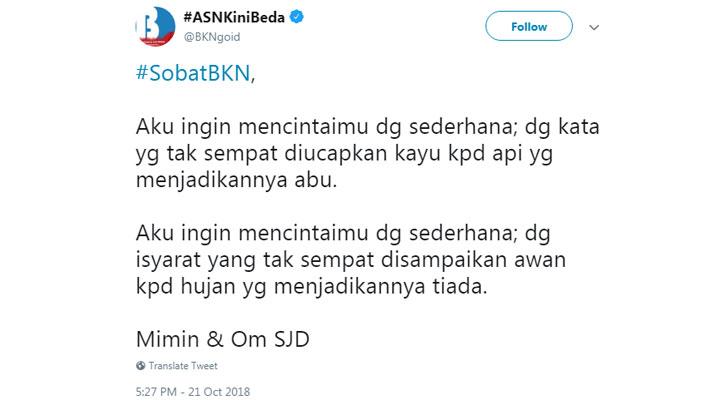 #ASNKiniBeda
@BKNgoid
Follow
#SobatBKN,
Aku ingin mencintaimu dg sederhana; dg kata
yg tak sempat diucapkan kayu kpd api yg
menjadikannya abu.
Aku ingin mencintaimu dg sederhana; dg
isyarat yang tak sempat disampaikan awan
kpd hujan yg menjadikannya tiada.
Mimin & Om SJD
Translate Tweet
5:27 PM - 21 Oct 2018